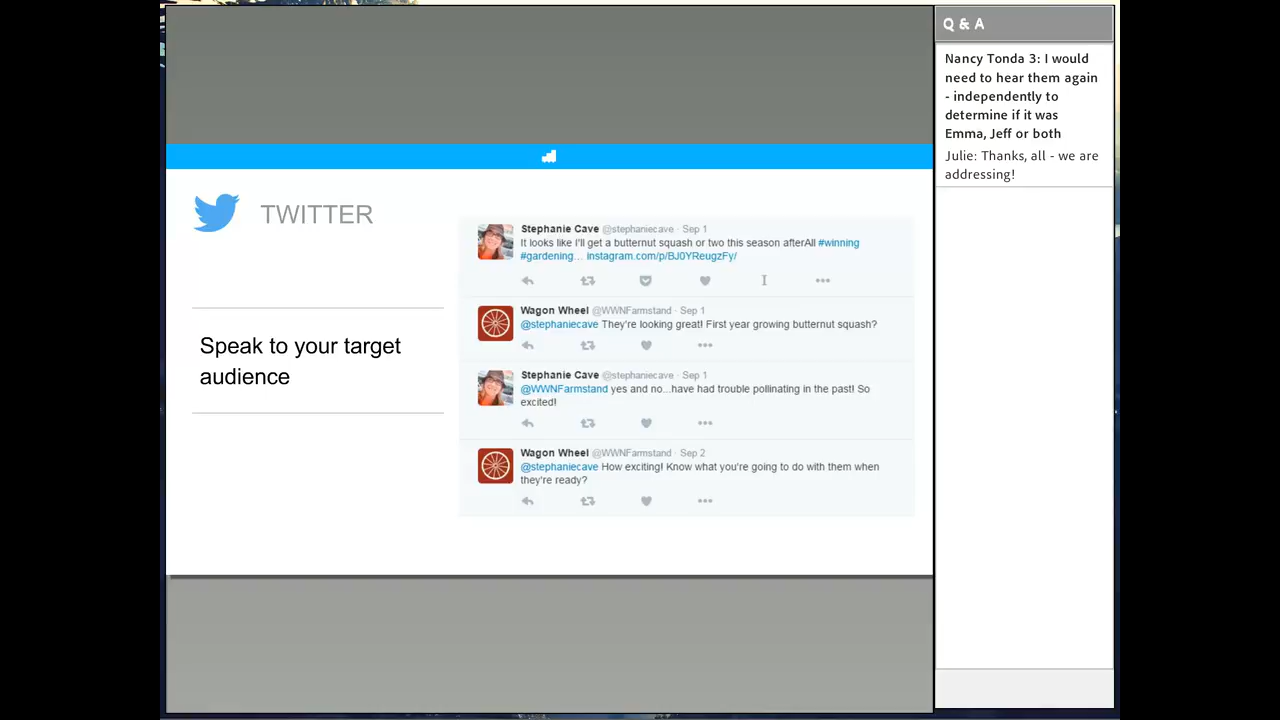 Q & A
Nancy Tonda 3: I would
need to hear them again
- independently to
determine if it was
Emma, Jeff or both
Julie: Thanks, all - we are
addressing!
TWITTER
Speak to your target
audience
Stephanie Cave @stephaniecave · Sep 1
It looks like I'll get a butternut squash or two this season afterAll #winning
#gardening... instagram.com/p/BJ0YReugzFy/
Wagon Wheel @WWNFarmstand · Sep 1
@stephaniecave They're looking great! First year growing butternut squash?
Stephanie Cave @stephaniecave · Sep 1
@WWNFarmstand yes and no...have had trouble pollinating in the past! So
excited!
Wagon Wheel @WWNFarmstand · Sep 2
@stephaniecave How exciting! Know what you're going to do with them when
they're ready?